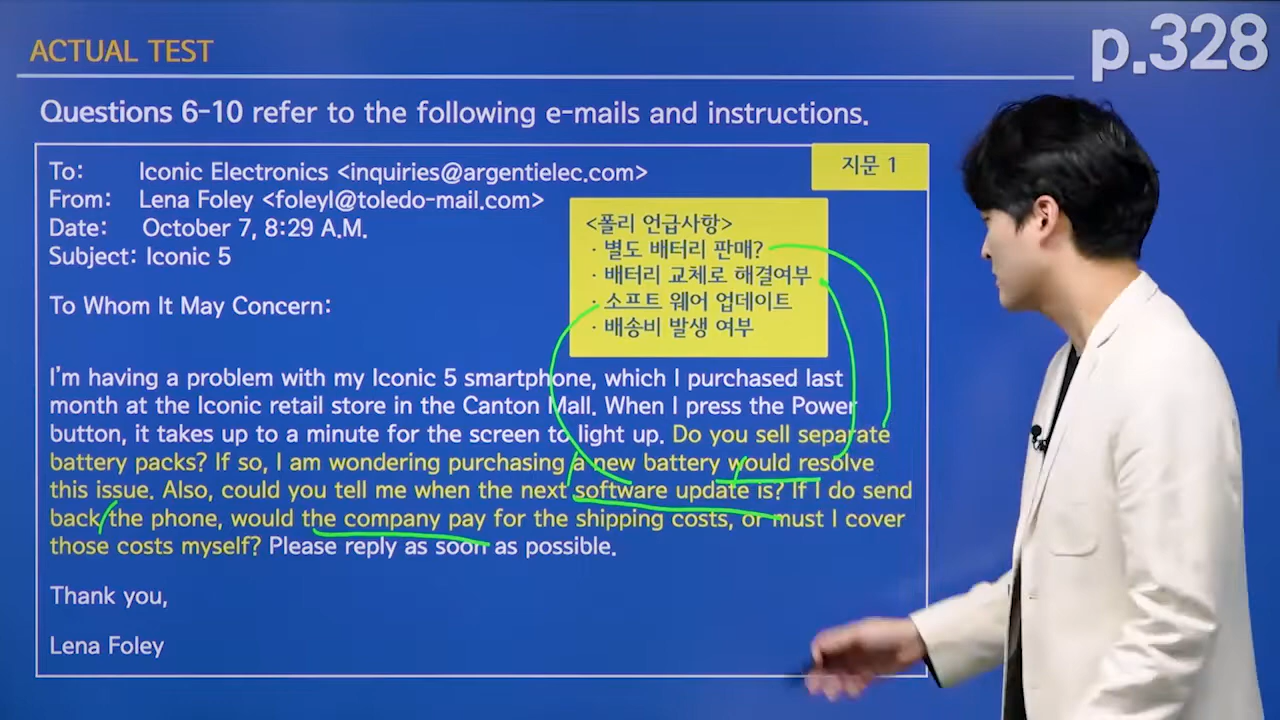 ACTUAL TEST
p.328
Questions 6-10 refer to the following e-mails and instructions.
지문 1
To: Iconic Electronics <inquiries@argentielec.com>
From: Lena Foley <foleyl@toledo-mail.com>
Date: October 7, 8:29 A.M.
Subject: Iconic 5
<폴리 언급사항>
· 별도 배터리 판매?
· 배터리 교체로 해결여부
· 소프트 웨어 업데이트
· 배송비 발생 여부
To Whom It May Concern:
I'm having a problem with my Iconic 5 smartphone, which I purchased last
month at the Iconic retail store in the Canton Mall. When I press the Power
button, it takes up to a minute for the screen to light up. Do you sell separate
battery packs? If so, I am wondering purchasing a new battery would resolve
this issue. Also, could you tell me when the next software update is? If I do send
back the phone, would the company pay for the shipping costs, or must I cover
those costs myself? Please reply as soon as possible.
Thank you,
Lena Foley